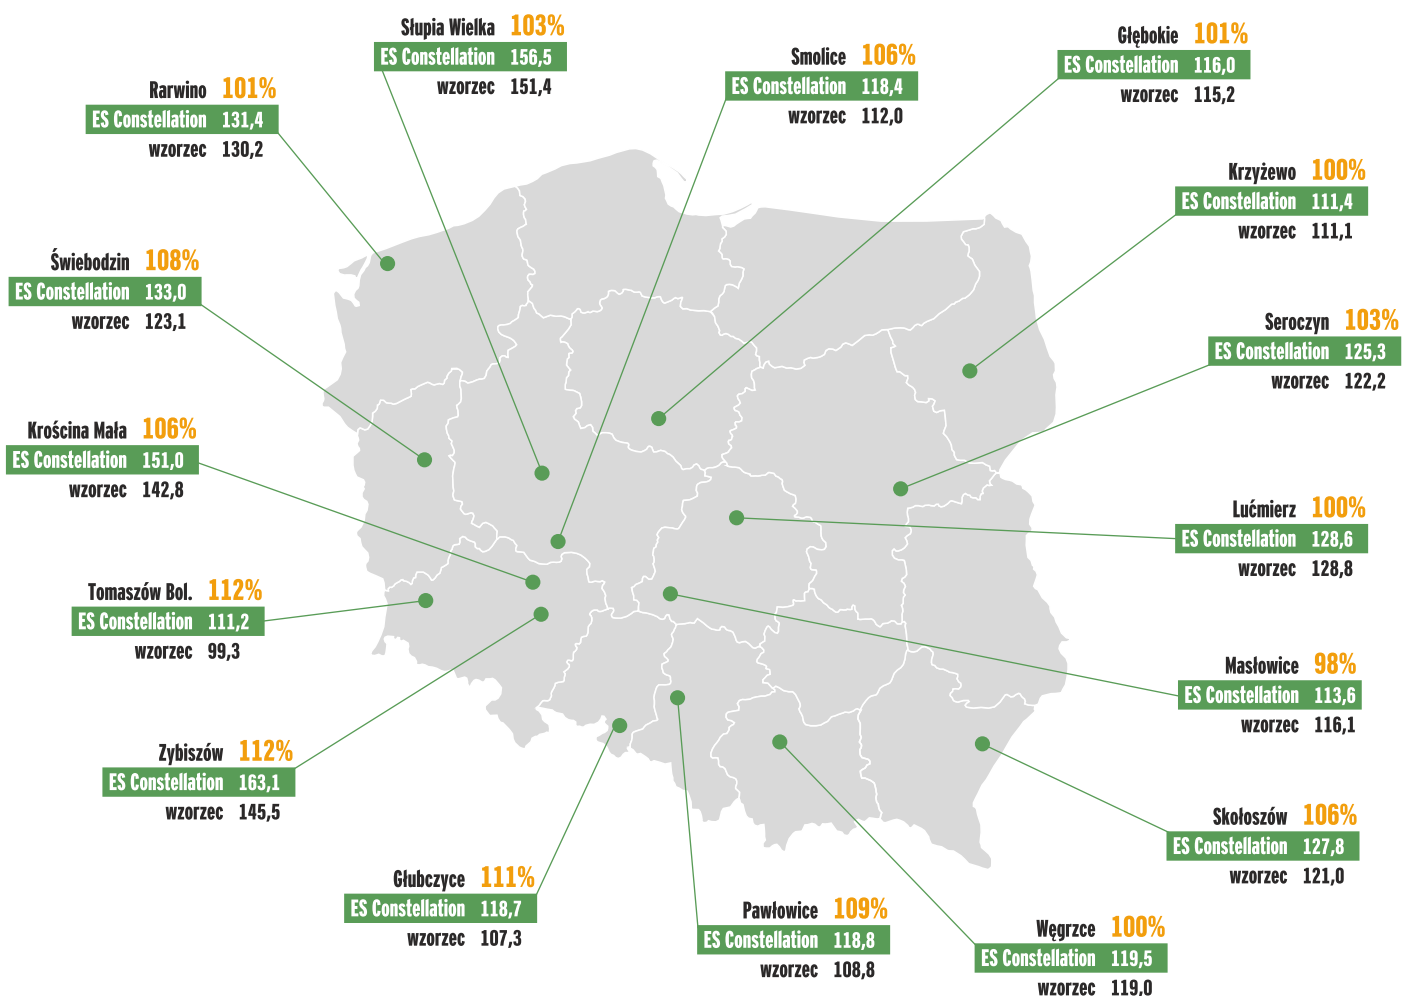 Słupia Wielka 103%
ES Constellation 156,5
wzorzec 151,4
Smolice 106%
ES Constellation 118,4
wzorzec 112,0
Głębokie 101%
ES Constellation 116,0
wzorzec 115,2
Rarwino 101%
ES Constellation 131,4
wzorzec 130,2
Krzyżewo 100%
ES Constellation 111,4
wzorzec 111,1
Świebodzin 108%
ES Constellation 133,0
wzorzec 123,1
Seroczyn 103%
ES Constellation 125,3
wzorzec 122,2
Krościna Mała 106%
ES Constellation 151,0
wzorzec 142,8
Lućmierz 100%
ES Constellation 128,6
wzorzec 128,8
Tomaszów Bol. 112%
ES Constellation 111,2
wzorzec 99,3
Masłowice 98%
ES Constellation 113,6
wzorzec 116,1
Zybiszów 112%
ES Constellation 163,1
wzorzec 145,5
Skołoszów 106%
ES Constellation 127,8
wzorzec 121,0
Głubczyce 111%
ES Constellation 118,7
wzorzec 107,3
Pawłowice 109%
ES Constellation 118,8
wzorzec 108,8
Węgrzce 100%
ES Constellation 119,5
wzorzec 119,0